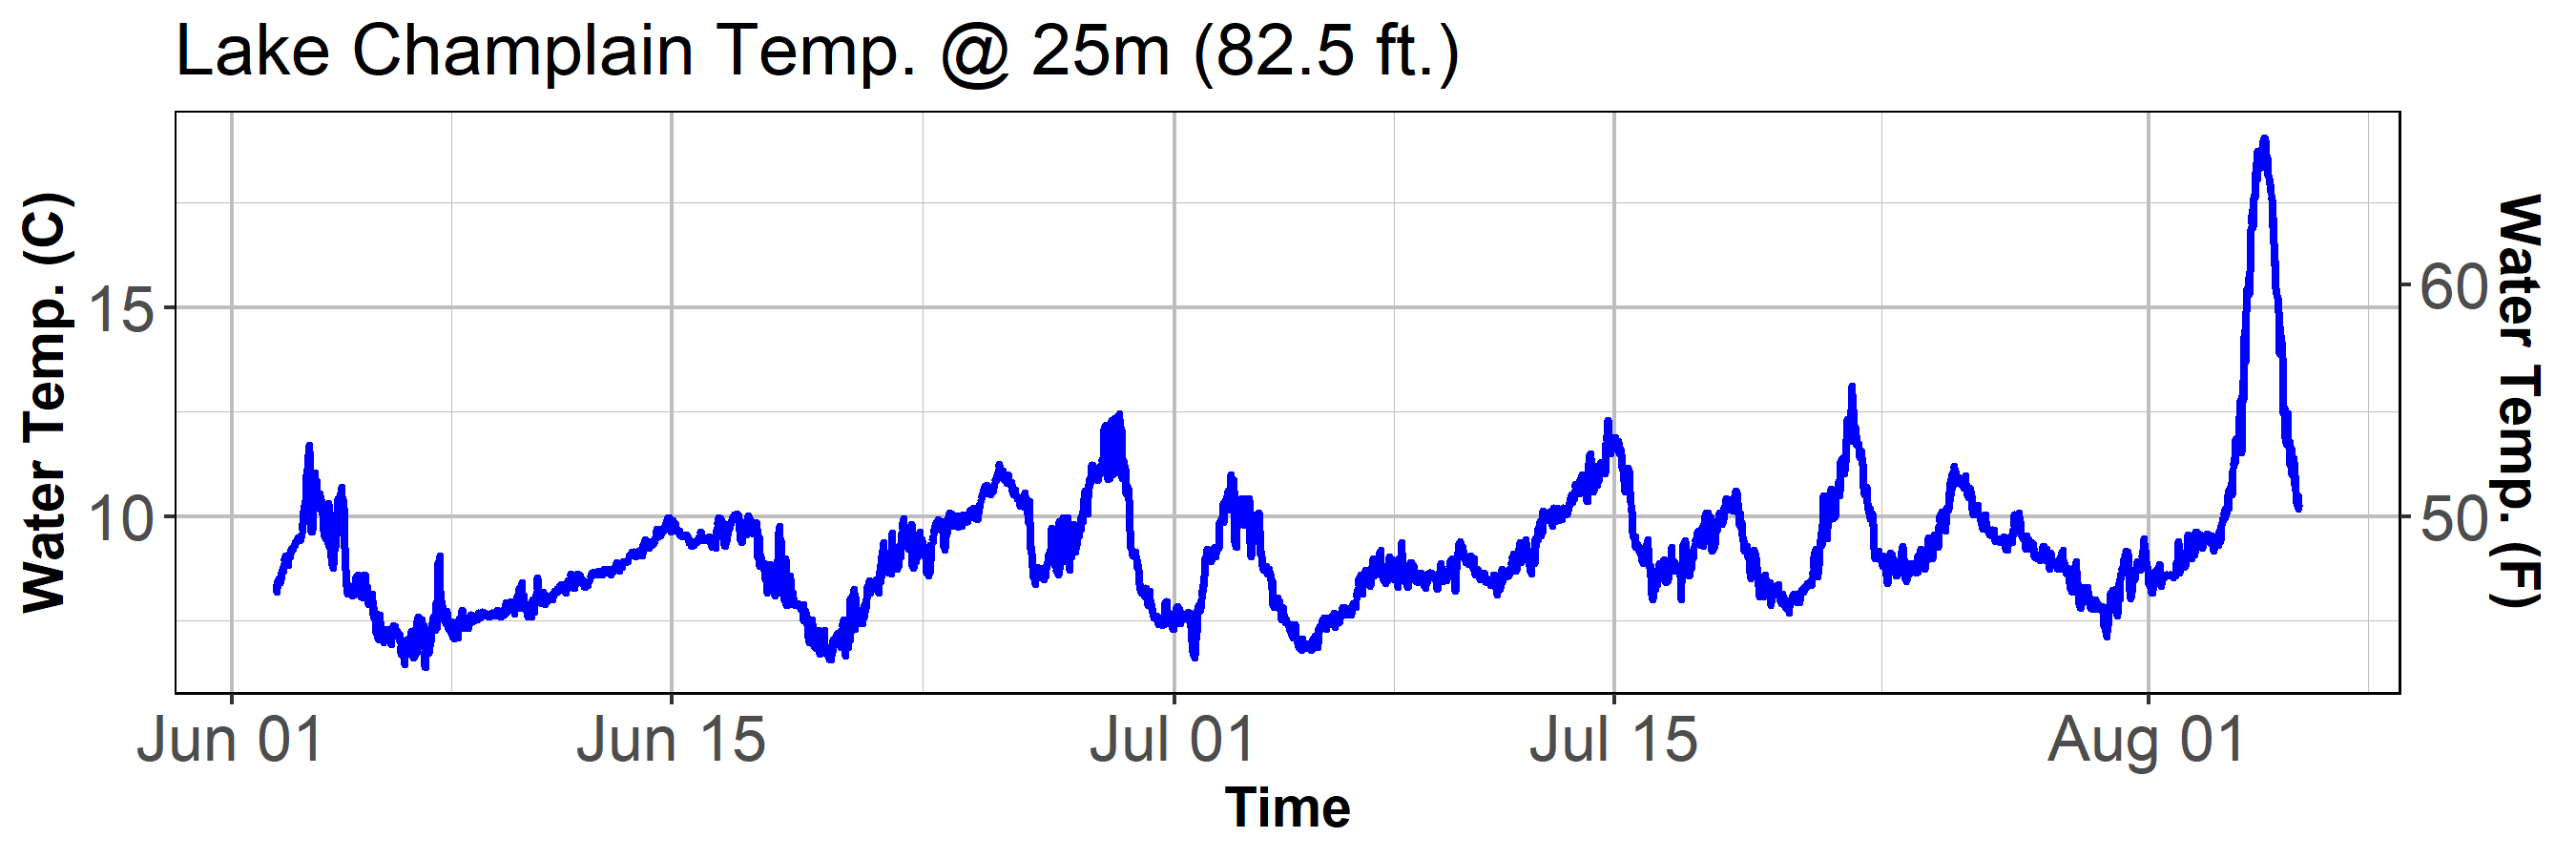 Lake Champlain Temp. @ 25m (82.5 ft.)
Water Temp. (C)
15
10
60
50
Water Temp. (F)
Jun 01 Jun 15 Jul 01 Jul 15 Aug 01
Time